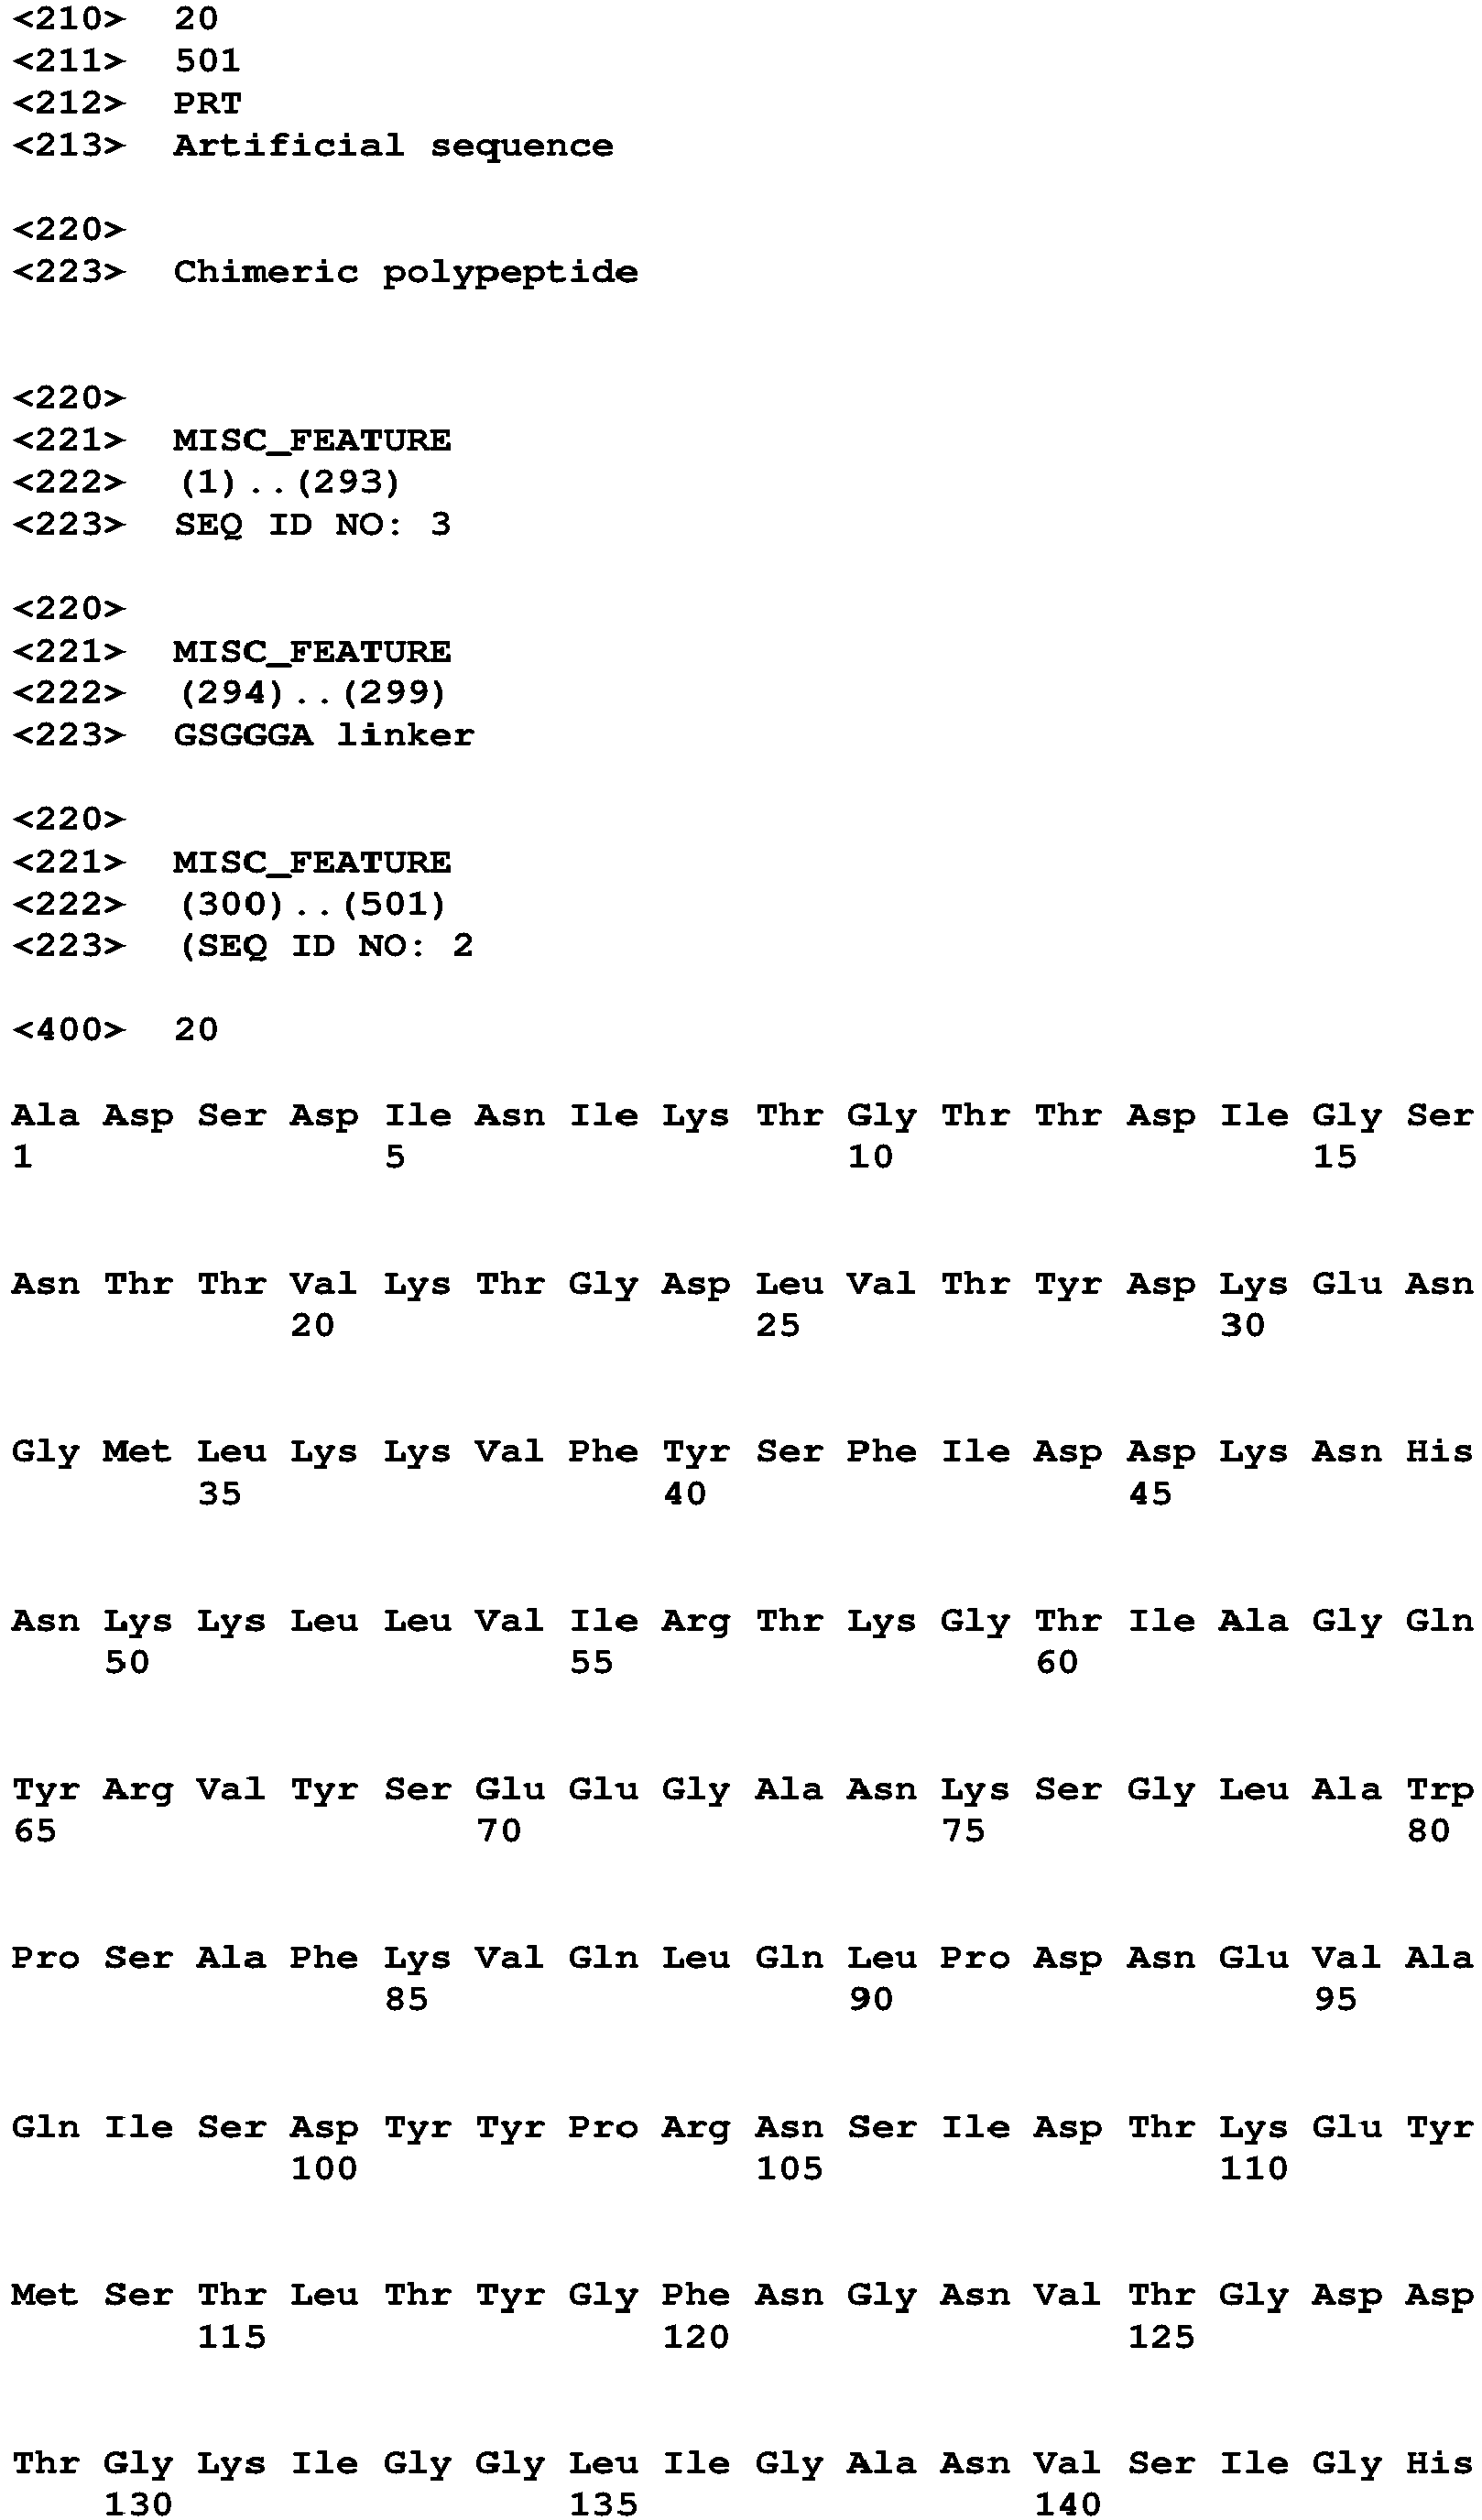 <210> 20
<211> 501
<212> PRT
<213> Artificial sequence
<220>
<223> Chimeric polypeptide
<220>
<221> MISC_FEATURE
<222> (1)..(293)
<223> SEQ ID NO: 3
<220>
<221> MISC_FEATURE
<222> (294)..(299)
<223> GSGGGA linker
<220>
<221> MISC_FEATURE
<222> (300)..(501)
<223> (SEQ ID NO: 2
<400> 20
Ala Asp Ser Asp Ile Asn Ile Lys Thr Gly Thr Thr Asp Ile Gly Ser
1 5 10 15
Asn Thr Thr Val Lys Thr Gly Asp Leu Val Thr Tyr Asp Lys Glu Asn
20 25 30
Gly Met Leu Lys Lys Val Phe Tyr Ser Phe Ile Asp Asp Lys Asn His
35 40 45
Asn Lys Lys Leu Leu Val Ile Arg Thr Lys Gly Thr Ile Ala Gly Gln
50 55 60
Tyr Arg Val Tyr Ser Glu Glu Gly Ala Asn Lys Ser Gly Leu Ala Trp
65 70 75 80
Pro Ser Ala Phe Lys Val Gln Leu Gln Leu Pro Asp Asn Glu Val Ala
85 90 95
Gln Ile Ser Asp Tyr Tyr Pro Arg Asn Ser Ile Asp Thr Lys Glu Tyr
100 105 110
Met Ser Thr Leu Thr Tyr Gly Phe Asn Gly Asn Val Thr Gly Asp Asp
115 120 125
Thr Gly Lys Ile Gly Gly Leu Ile Gly Ala Asn Val Ser Ile Gly His
130 135 140